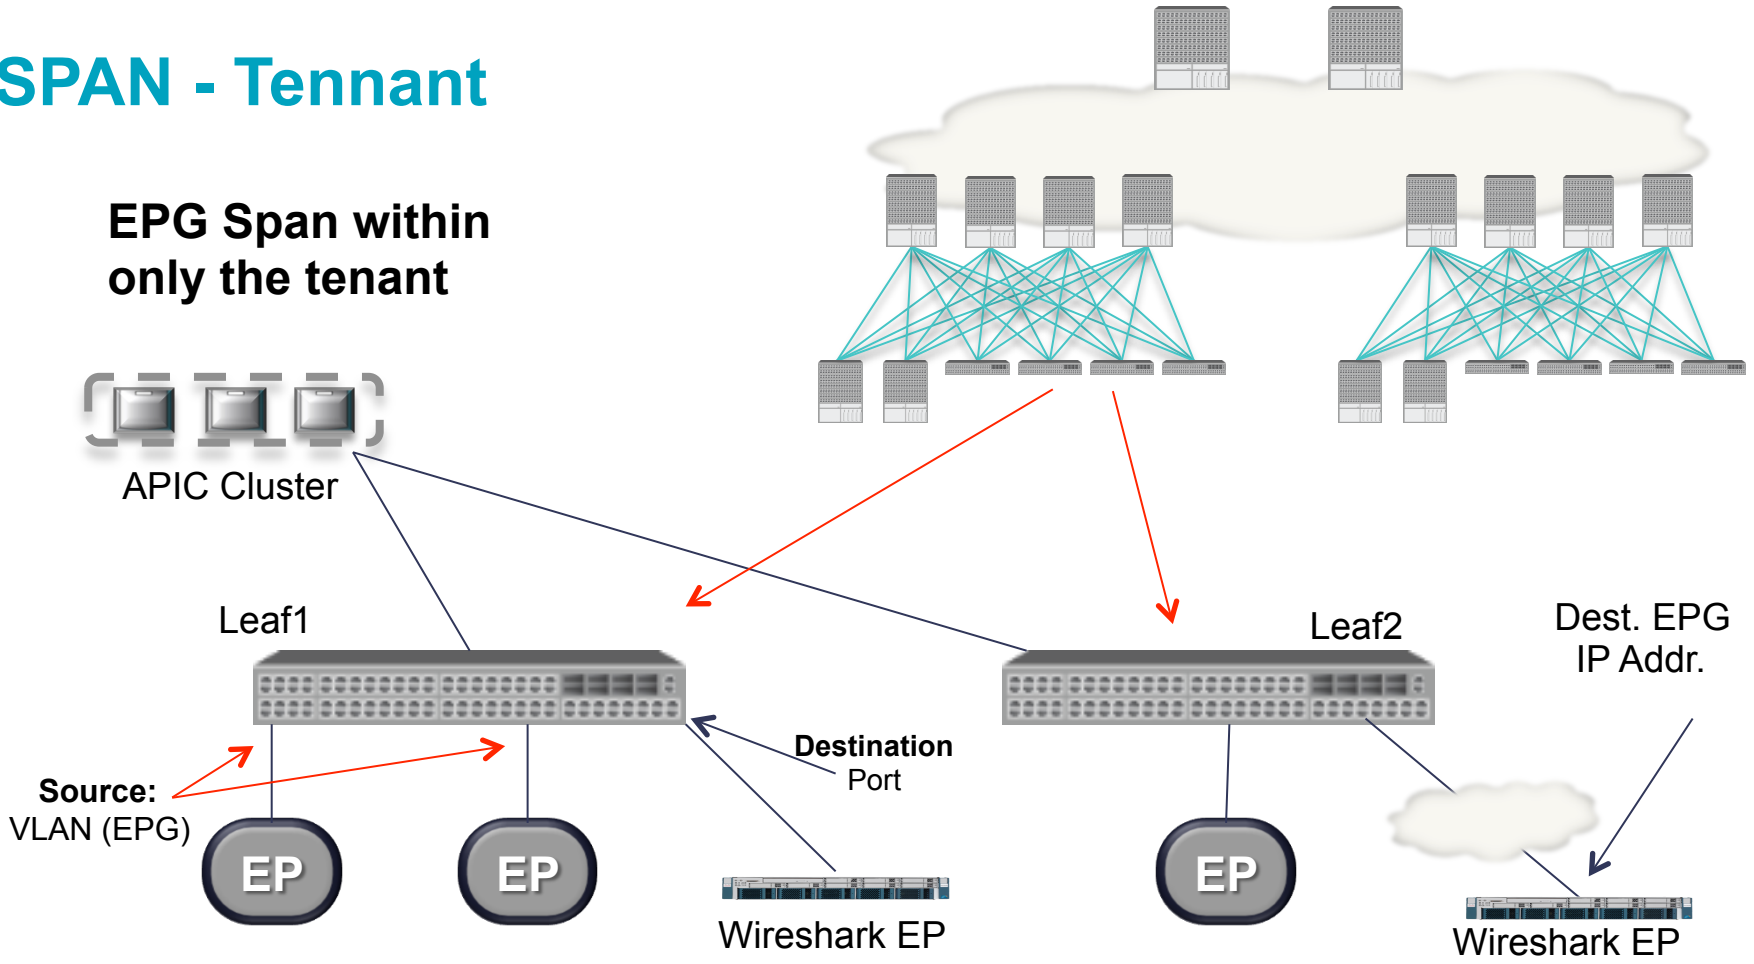 SPAN - Tennant
EPG Span within
only the tenant
APIC Cluster
Leaf1
Leaf2
Dest. EPG
IP Addr.
Destination
Port
Source:
VLAN (EPG)
EP
EP
EP
Wireshark EP
Wireshark EP